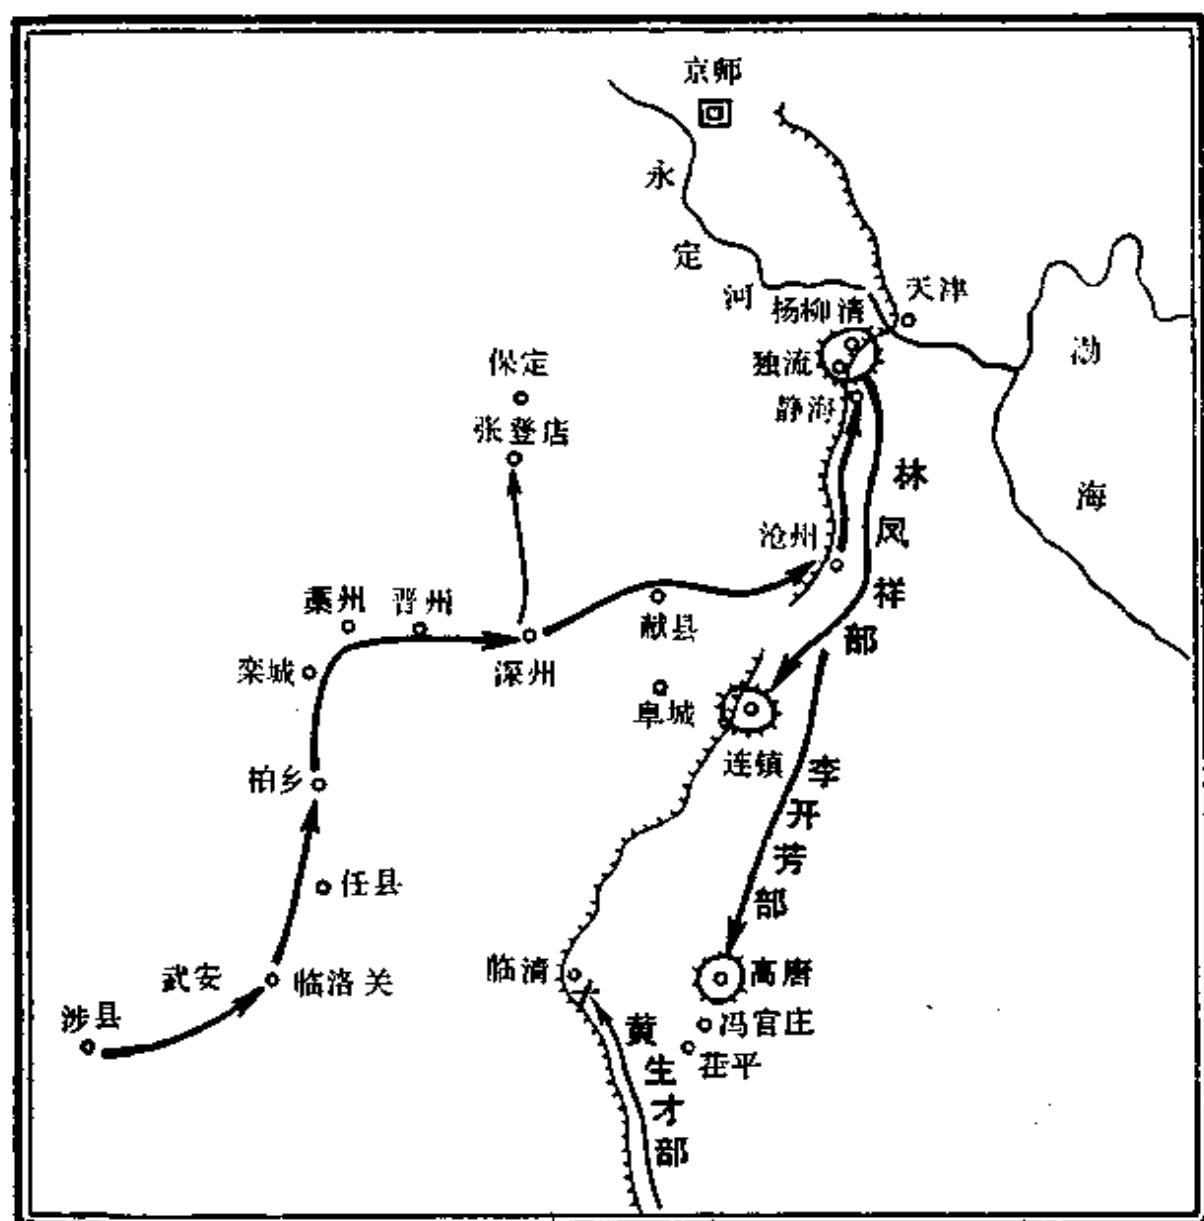 京师
永定河
天津
杨柳清
独流
静海
渤海
保定
张登店
林凤祥部
沧州
藁州
晋州
深州
献县
栾城
阜城
连镇
柏乡
李开芳部
任县
临清
高唐
武安
临洛关
涉县
冯官庄
茌平
黄生才部